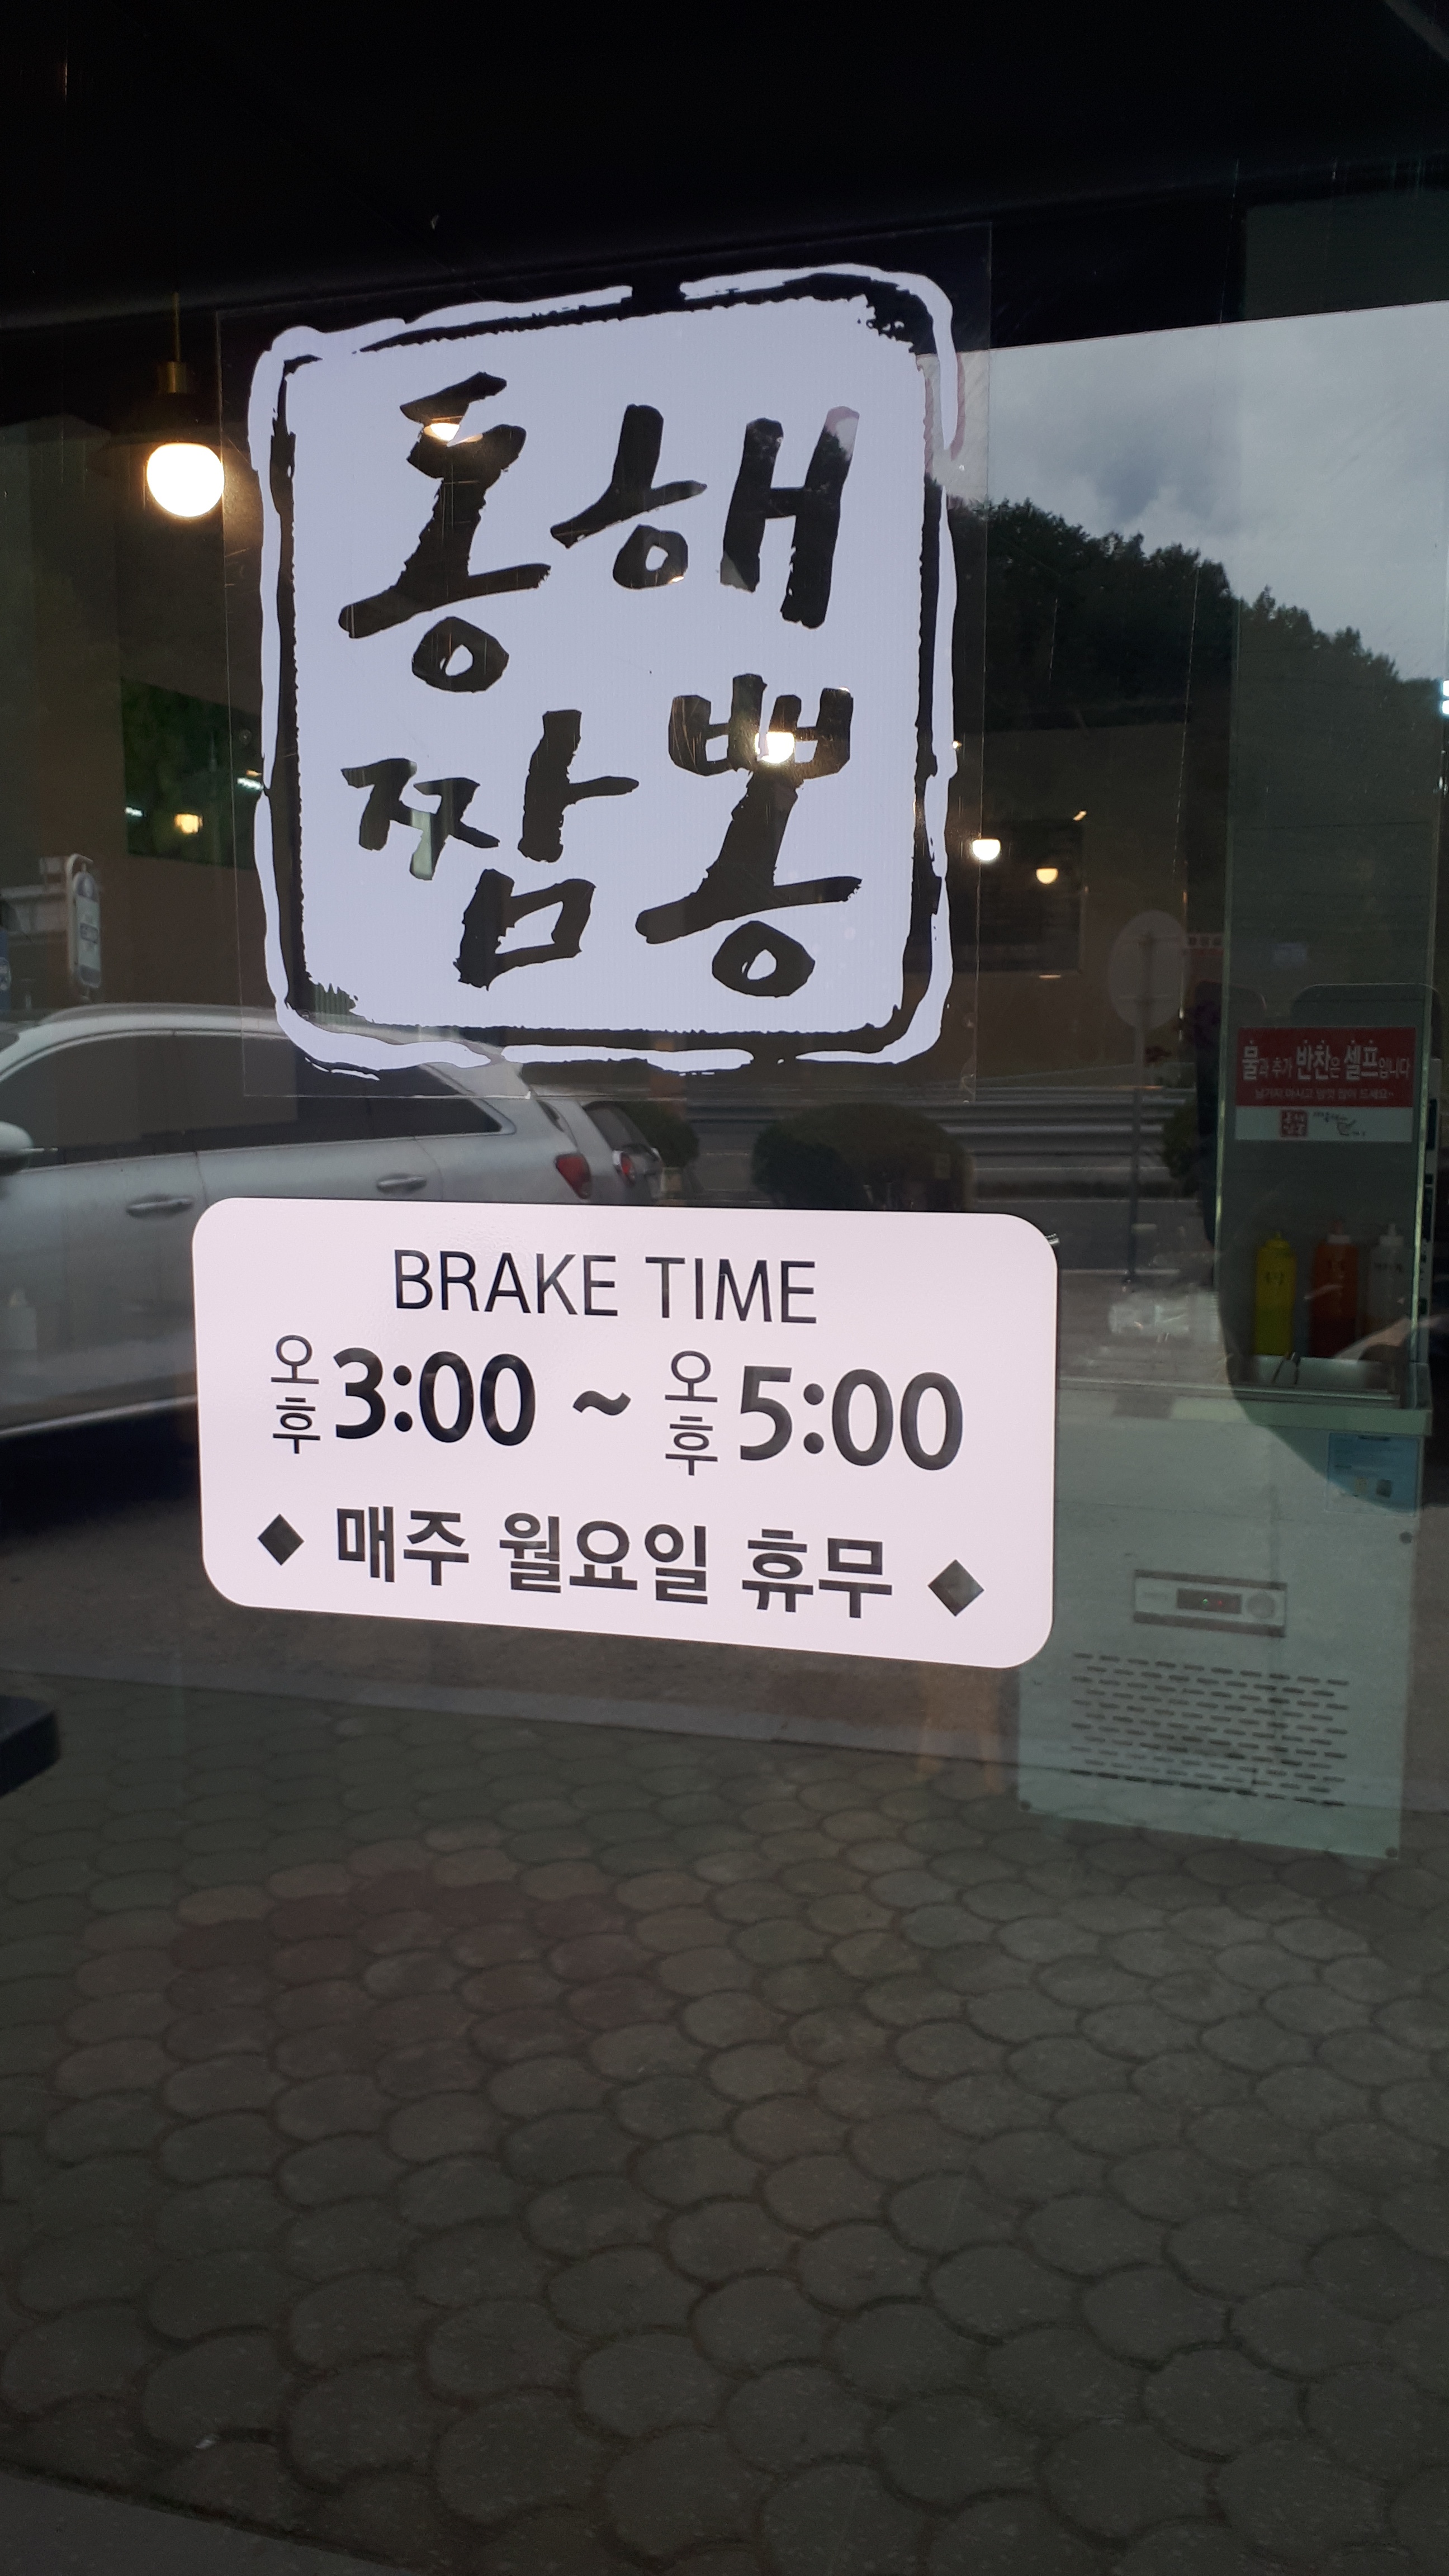 동해
짬뽕
BRAKE TIME
오후 3:00 ~ 오후 5:00
◆ 매주 월요일 휴무 ◆
물과 추가 반찬은 셀프입니다